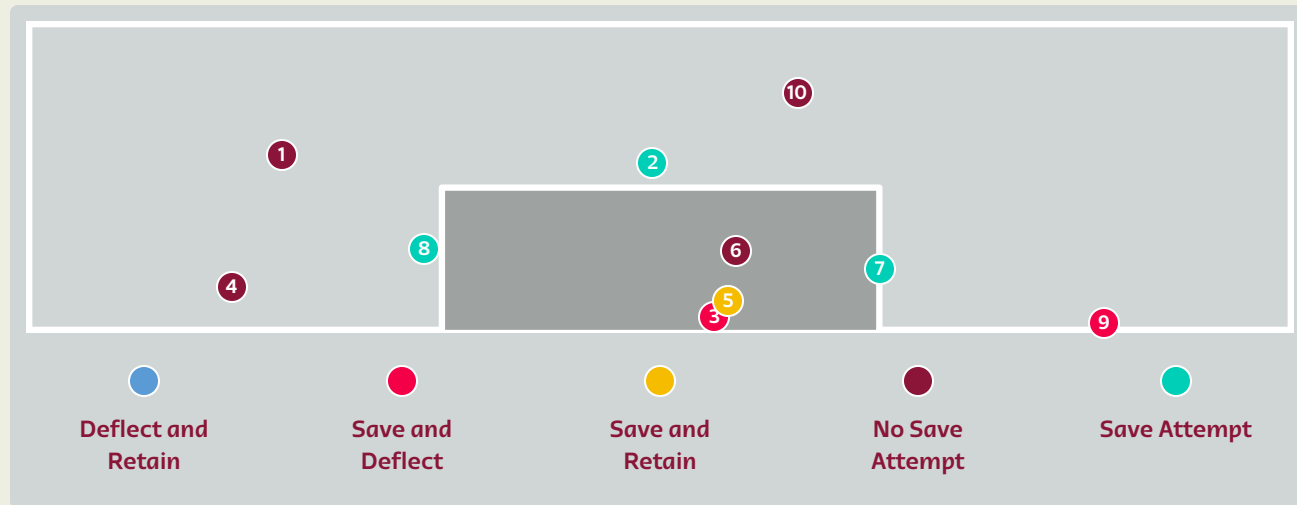 10
1
2
8
6
7
4
5
3
9
Deflect and
Retain
Save and
Deflect
Save and
Retain
No Save
Attempt
Save Attempt